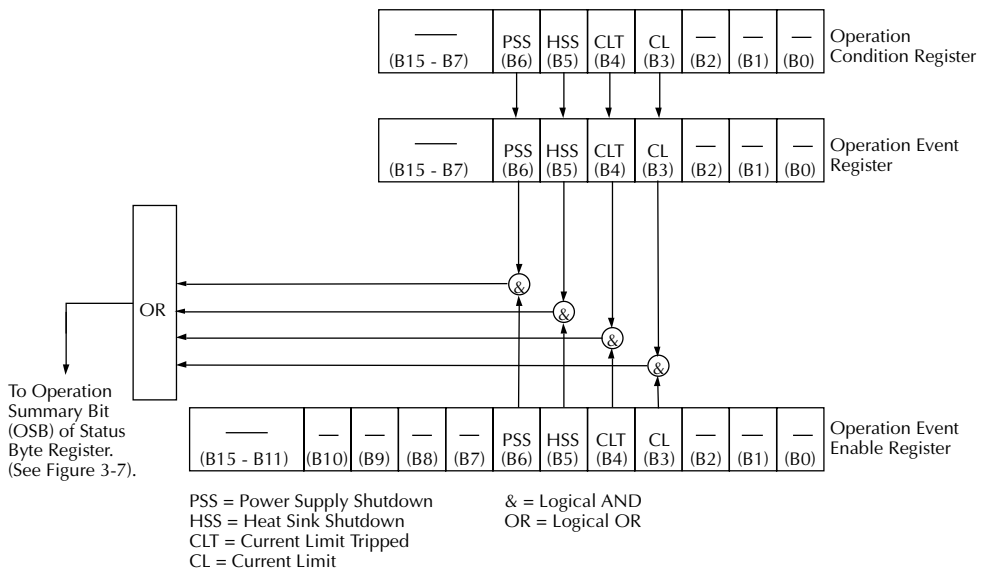 PSS HSS CLT CL — — —
(B15 - B7) (B6) (B5) (B4) (B3) (B2) (B1) (B0)
Operation
Condition Register
PSS HSS CLT CL — — —
(B15 - B7) (B6) (B5) (B4) (B3) (B2) (B1) (B0)
Operation Event
Register
&
&
&
&
OR
To Operation
Summary Bit
(OSB) of Status
Byte Register.
(See Figure 3-7).
— — — — — PSS HSS CLT CL — — —
(B15 - B11) (B10) (B9) (B8) (B7) (B6) (B5) (B4) (B3) (B2) (B1) (B0)
Operation Event
Enable Register
PSS = Power Supply Shutdown
HSS = Heat Sink Shutdown
CLT = Current Limit Tripped
CL = Current Limit
& = Logical AND
OR = Logical OR